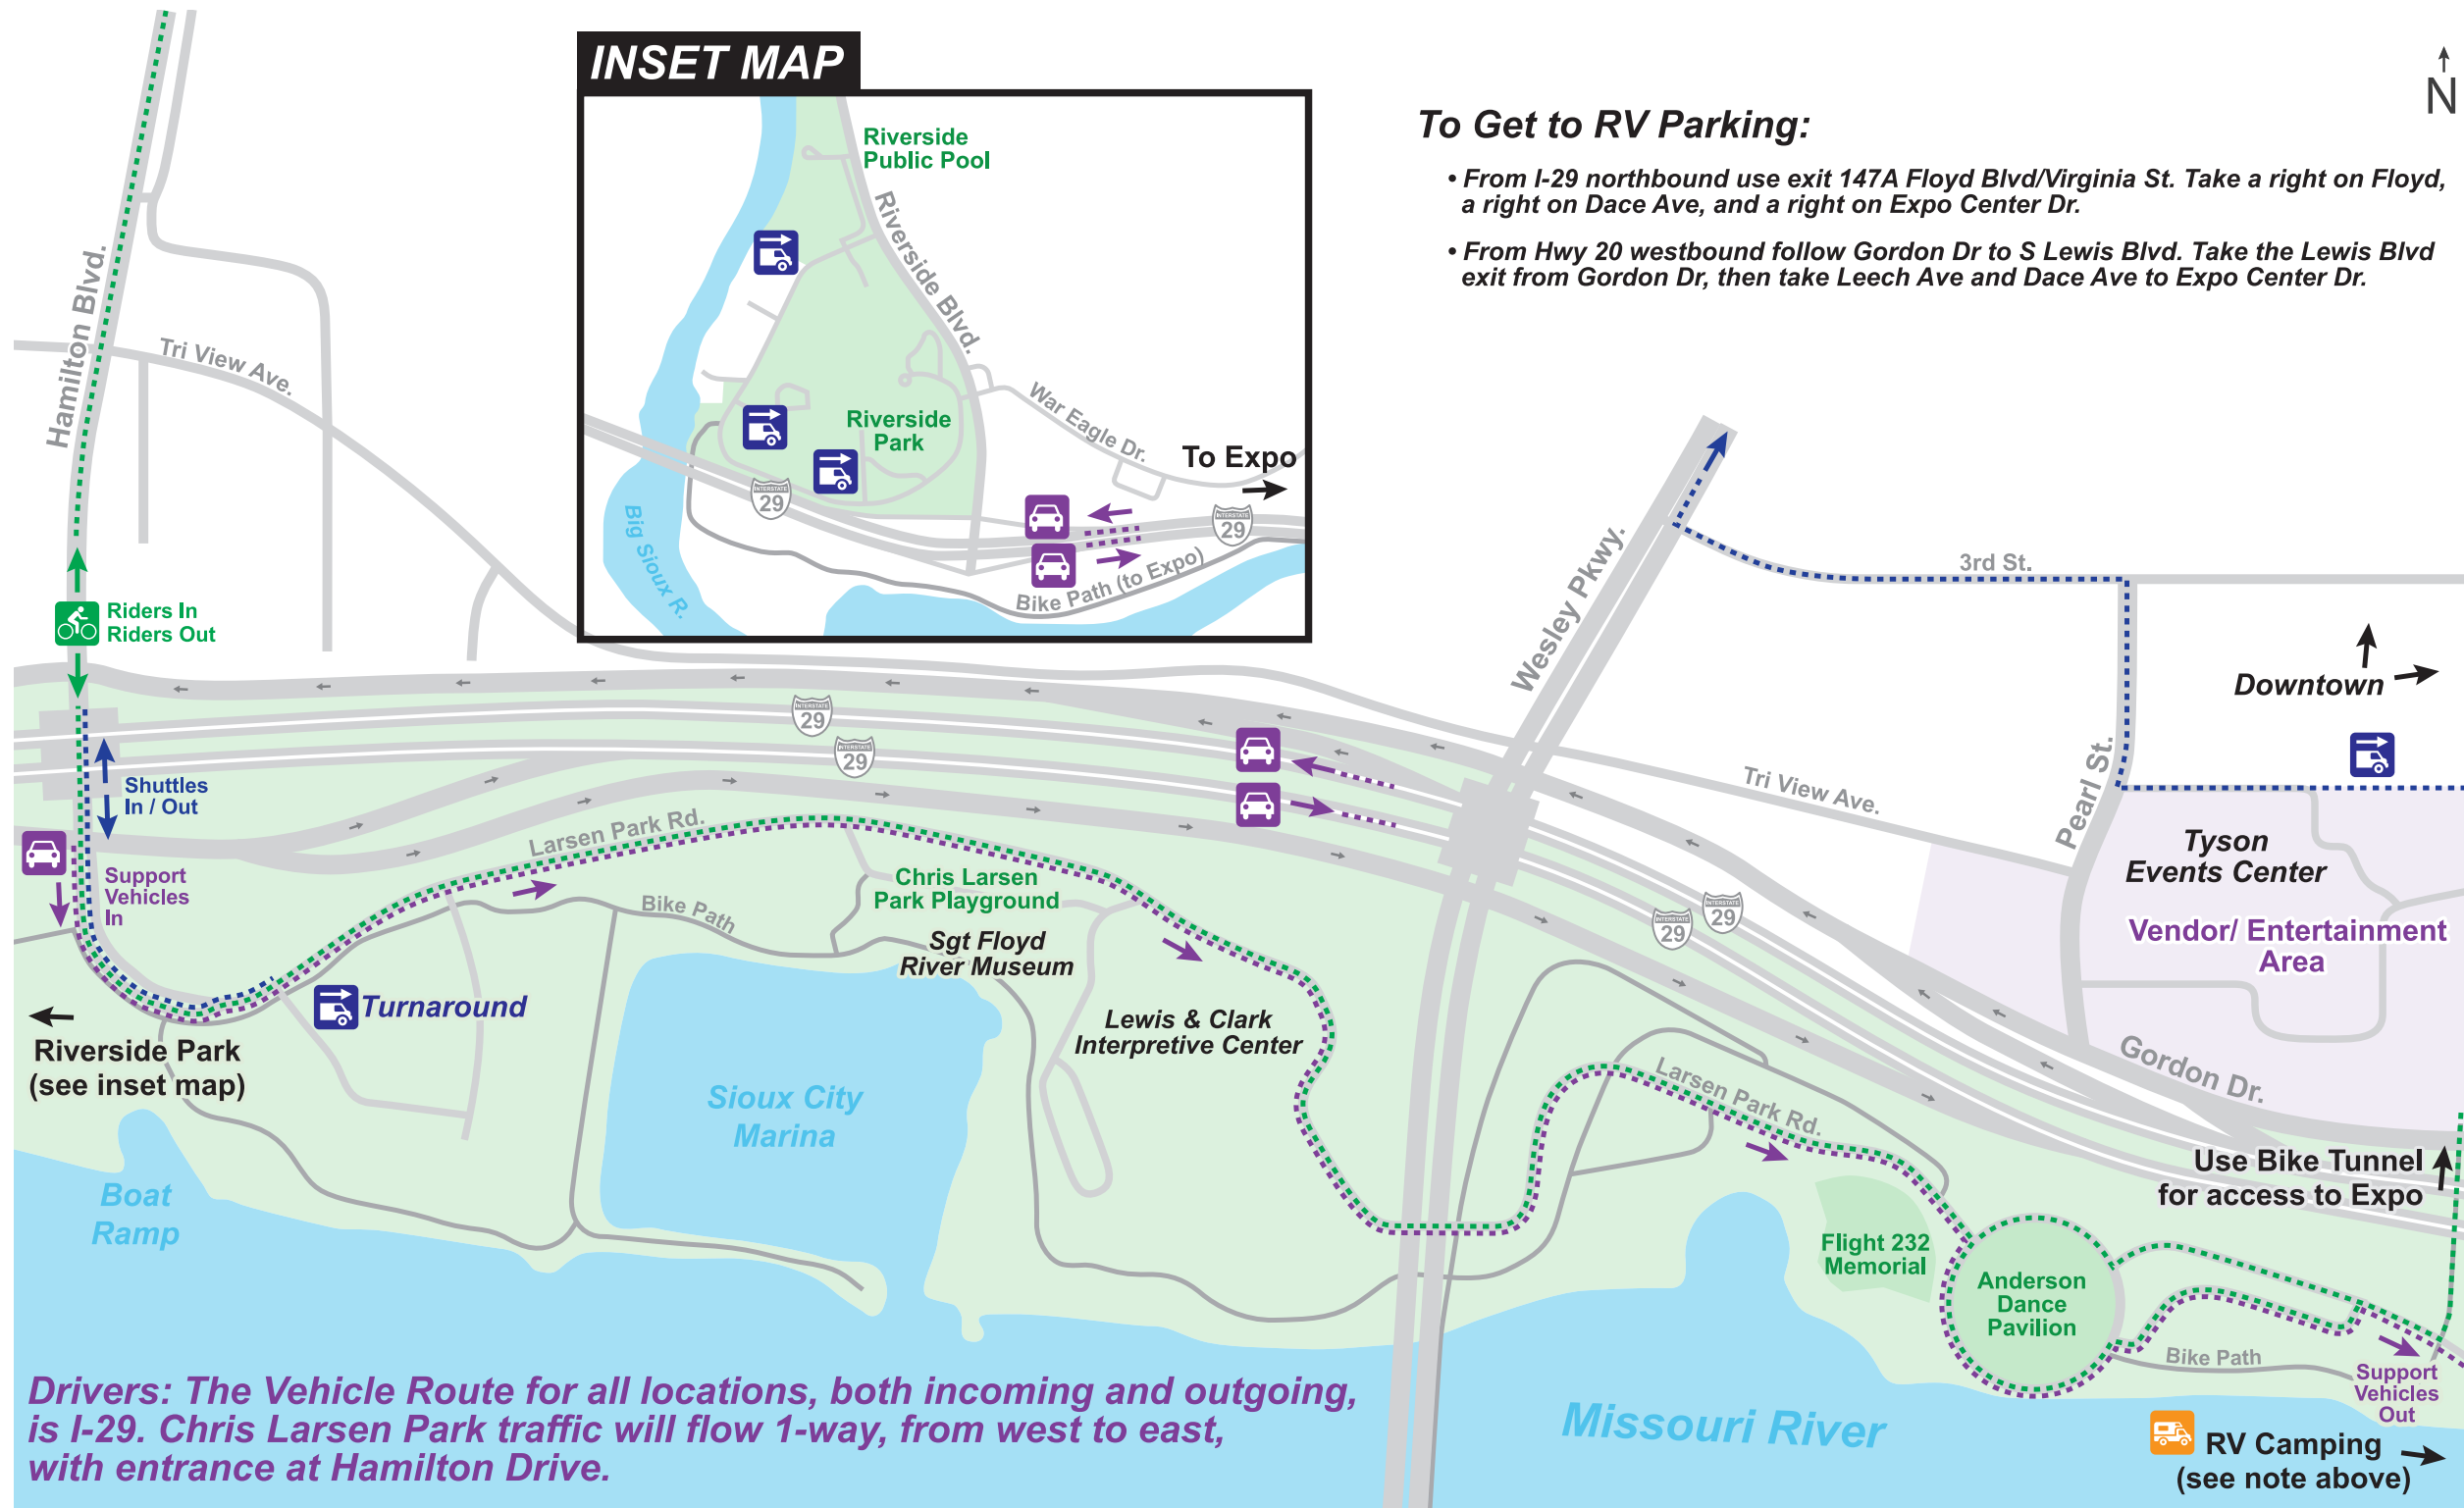 INSET MAP
N
To Get to RV Parking:
• From I-29 northbound use exit 147A Floyd Blvd/Virginia St. Take a right on Floyd,
a right on Dace Ave, and a right on Expo Center Dr.
• From Hwy 20 westbound follow Gordon Dr to S Lewis Blvd. Take the Lewis Blvd
exit from Gordon Dr, then take Leech Ave and Dace Ave to Expo Center Dr.
Riverside
Public Pool
Riverside Blvd.
War Eagle Dr.
Riverside
Park
To Expo
INTERSTATE
29
INTERSTATE
29
Big Sioux R.
Bike Path (to Expo)
Hamilton Blvd.
Tri View Ave.
Riders In
Riders Out
Wesley Pkwy.
3rd St.
Downtown
INTERSTATE
29
INTERSTATE
29
Shuttles
In / Out
Larsen Park Rd.
Tri View Ave.
Pearl St.
Tyson
Events Center
Vendor/ Entertainment
Area
Support
Vehicles
In
Chris Larsen
Park Playground
Bike Path
Sgt Floyd
River Museum
INTERSTATE
29
INTERSTATE
29
Turnaround
Lewis & Clark
Interpretive Center
Riverside Park
(see inset map)
Sioux City
Marina
Larsen Park Rd.
Gordon Dr.
Use Bike Tunnel
for access to Expo
Boat
Ramp
Flight 232
Memorial
Anderson
Dance
Pavilion
Bike Path
Support
Vehicles
Out
Drivers: The Vehicle Route for all locations, both incoming and outgoing,
is I-29. Chris Larsen Park traffic will flow 1-way, from west to east,
with entrance at Hamilton Drive.
Missouri River
RV Camping
(see note above)